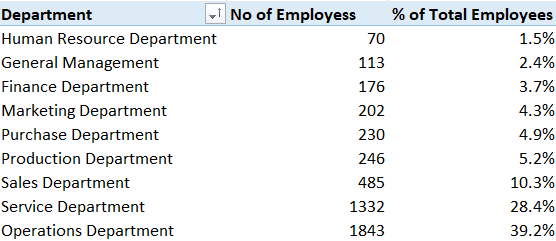 Department No of Employess % of Total Employees
Human Resource Department 70 1.5%
General Management 113 2.4%
Finance Department 176 3.7%
Marketing Department 202 4.3%
Purchase Department 230 4.9%
Production Department 246 5.2%
Sales Department 485 10.3%
Service Department 1332 28.4%
Operations Department 1843 39.2%